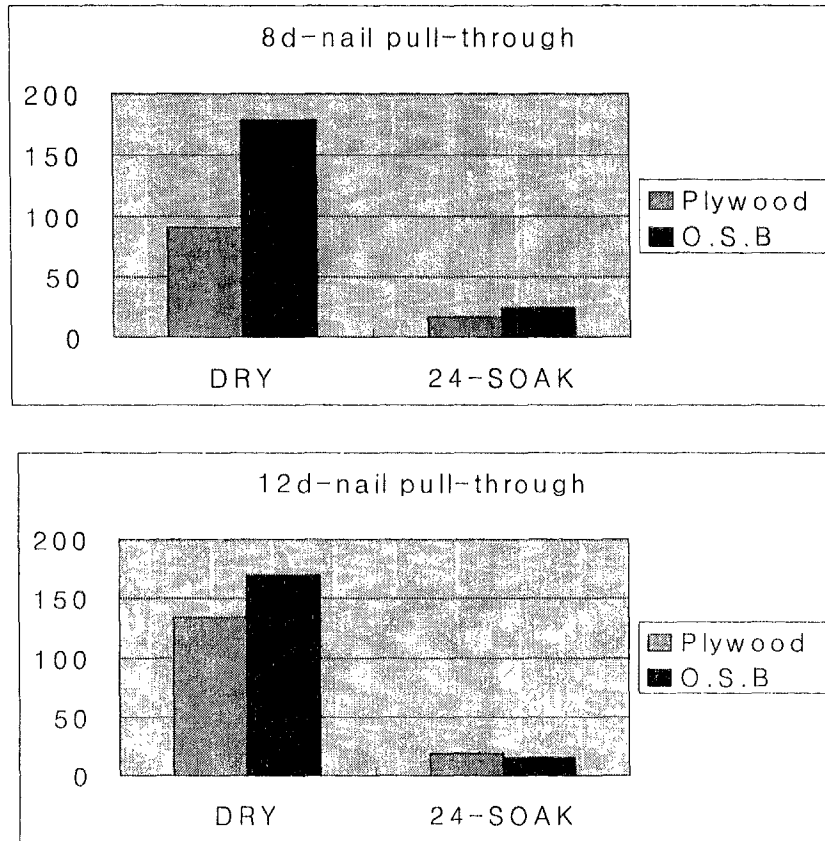 8d-nail pull-through
200
150
100
50
0
DRY 24-SOAK
Plywood
O.S.B
12d-nail pull-through
200
150
100
50
0
DRY 24-SOAK
Plywood
O.S.B